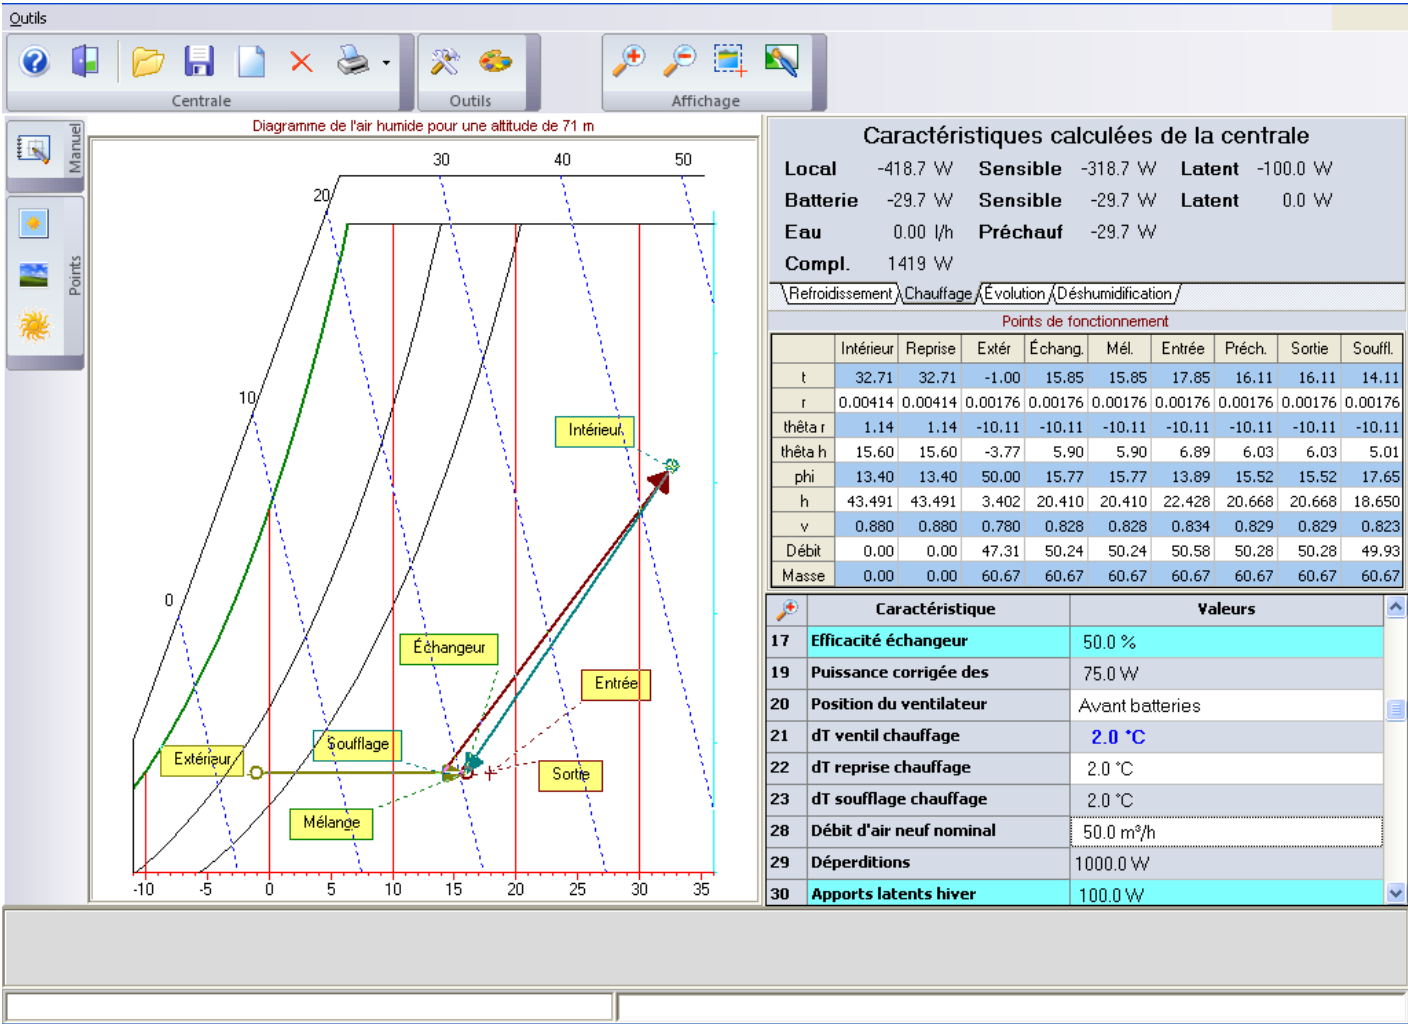 Outils
Centrale
Outils
Affichage
Manuel
Points
Diagramme de l'air humide pour une altitude de 71 m
30 40 50
20
10
0
Intérieur
Échangeur
Entrée
Soufflage
Extérieur
Sortie
Mélange
-10 -5 0 5 10 15 20 25 30 35
Caractéristiques calculées de la centrale
Local -418.7 W Sensible -318.7 W Latent -100.0 W
Batterie -29.7 W Sensible -29.7 W Latent 0.0 W
Eau 0.00 l/h Préchauf -29.7 W
Compl. 1419 W
Refroidissement Chauffage Évolution Déshumidification
Points de fonctionnement
Intérieur Reprise Extér Échang. Mél. Entrée Préch. Sortie Souffl.
t 32.71 32.71 -1.00 15.85 15.85 17.85 16.11 16.11 14.11
r 0.00414 0.00414 0.00176 0.00176 0.00176 0.00176 0.00176 0.00176 0.00176
thêta r 1.14 1.14 -10.11 -10.11 -10.11 -10.11 -10.11 -10.11 -10.11
thêta h 15.60 15.60 -3.77 5.90 5.90 6.89 6.03 6.03 5.01
phi 13.40 13.40 50.00 15.77 15.77 13.89 15.52 15.52 17.65
h 43.491 43.491 3.402 20.410 20.410 22.428 20.668 20.668 18.650
v 0.880 0.880 0.780 0.828 0.828 0.834 0.829 0.829 0.823
Débit 0.00 0.00 47.31 50.24 50.24 50.58 50.28 50.28 49.93
Masse 0.00 0.00 60.67 60.67 60.67 60.67 60.67 60.67 60.67
Caractéristique Valeurs
17 Efficacité échangeur 50.0 %
19 Puissance corrigée des 75.0 W
20 Position du ventilateur Avant batteries
21 dT ventil chauffage 2.0 °C
22 dT reprise chauffage 2.0 °C
23 dT soufflage chauffage 2.0 °C
28 Débit d'air neuf nominal 50.0 m³/h
29 Déperditions 1000.0 W
30 Apports latents hiver 100.0 W